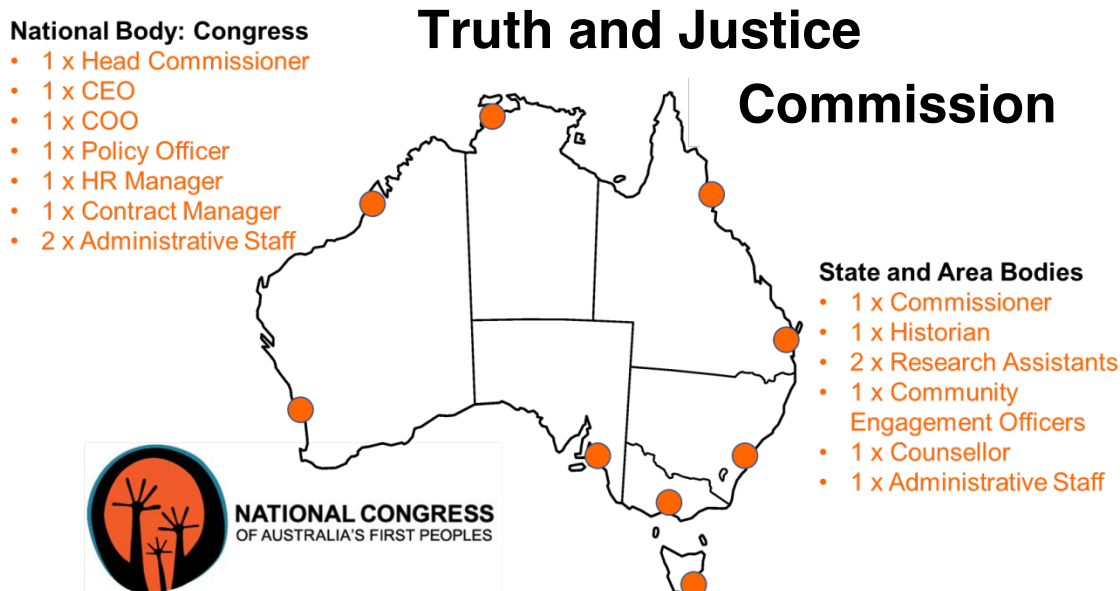 Truth and Justice
Commission
National Body: Congress
• 1 x Head Commissioner
• 1 x CEO
• 1 x COO
• 1 x Policy Officer
• 1 x HR Manager
• 1 x Contract Manager
• 2 x Administrative Staff
State and Area Bodies
• 1 x Commissioner
• 1 x Historian
• 2 x Research Assistants
• 1 x Community
Engagement Officers
• 1 x Counsellor
• 1 x Administrative Staff
NATIONAL CONGRESS
OF AUSTRALIA'S FIRST PEOPLES